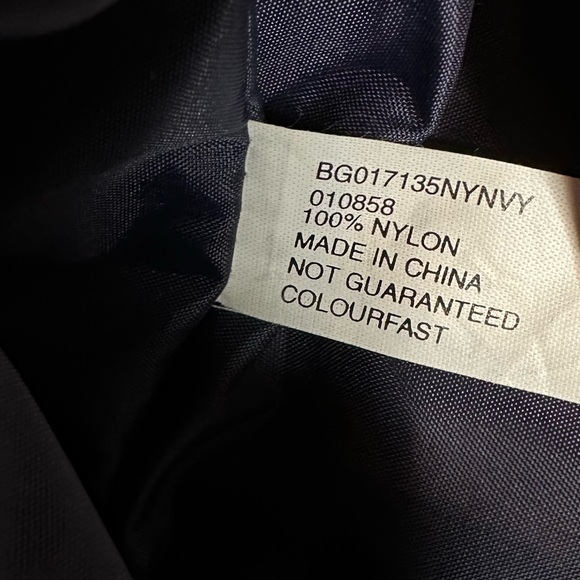 BG017135NYNVY
010858
100% NYLON
MADE IN CHINA
NOT GUARANTEED
COLOURFAST